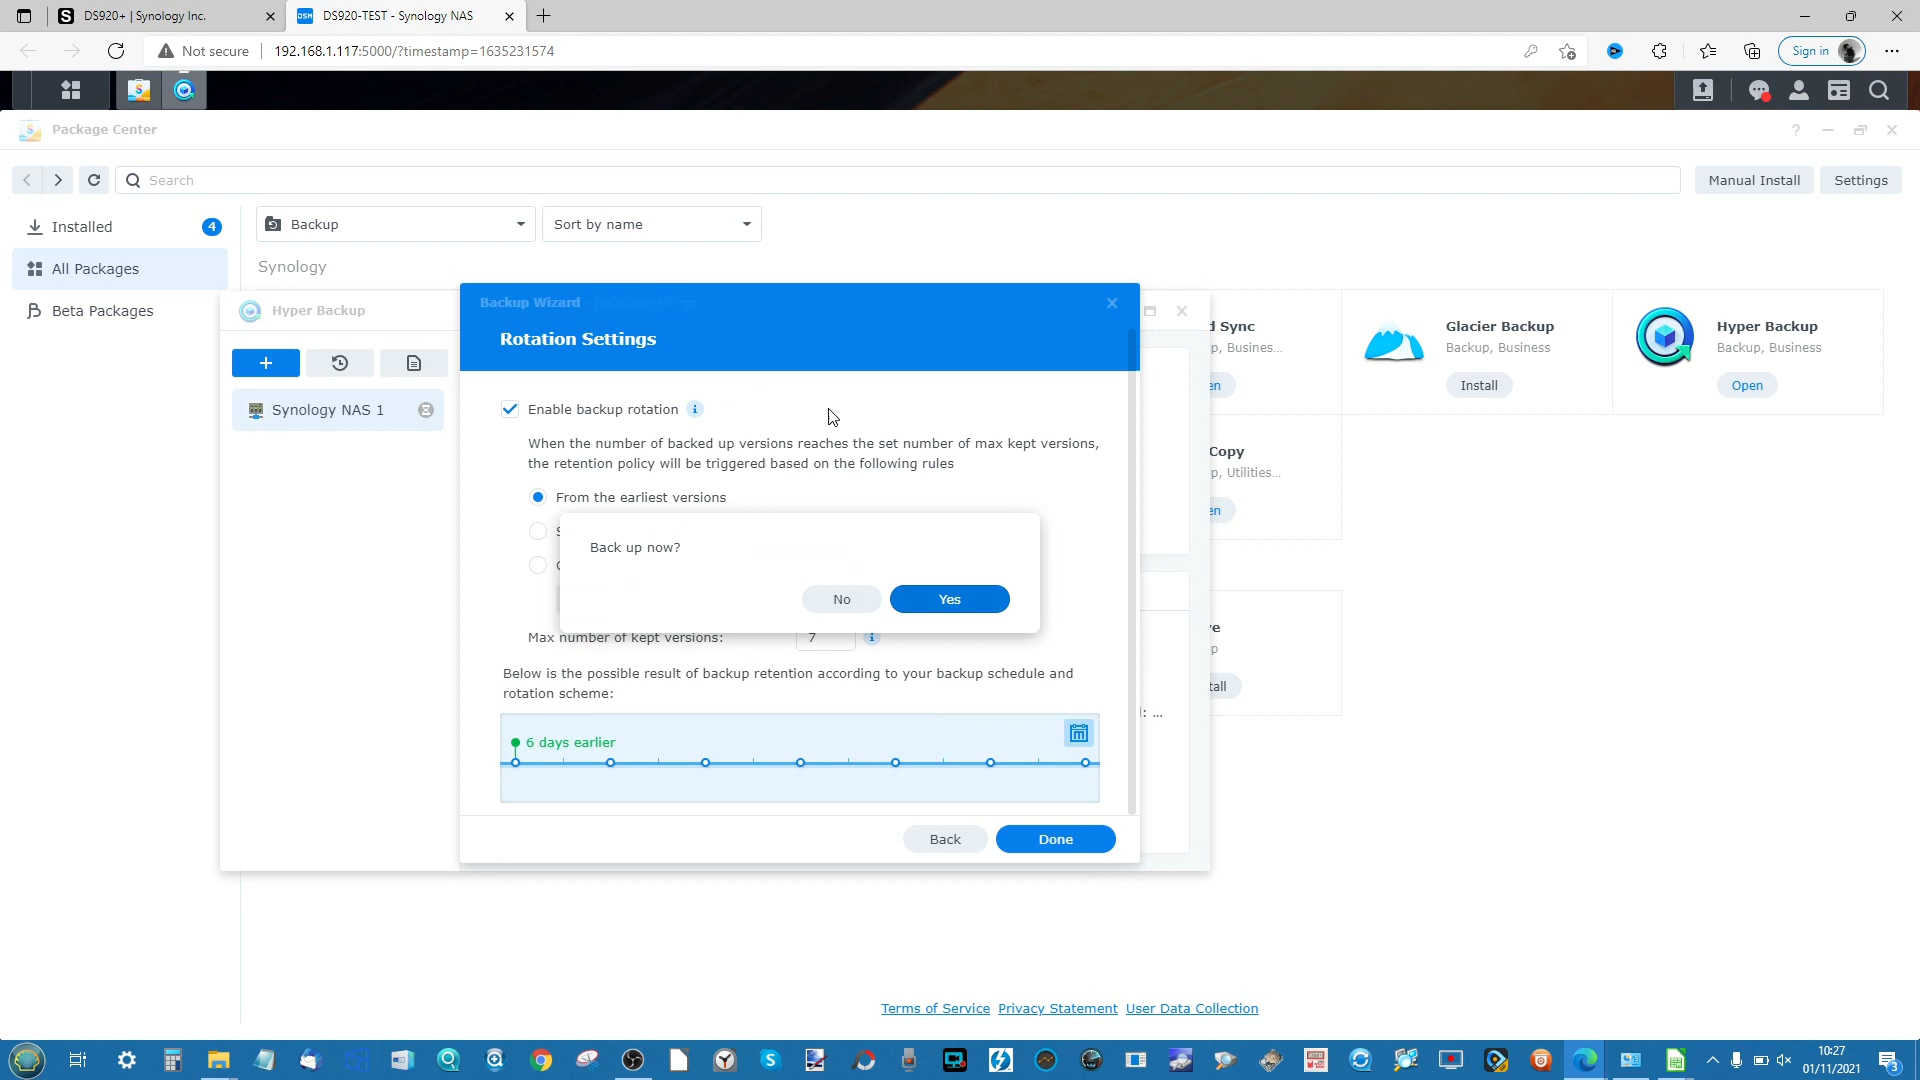 DS920+ | Synology Inc.
DS920-TEST - Synology NAS
Not secure
192.168.1.117:5000/?timestamp=1635231574
Sign in
Package Center
Search
Manual Install
Settings
Installed
4
Backup
Sort by name
All Packages
Synology
Beta Packages
Hyper Backup
Backup Wizard
Rotation Settings
d Sync
p, Busines...
en
Glacier Backup
Backup, Business
Install
Hyper Backup
Backup, Business
Open
Synology NAS 1
Enable backup rotation
When the number of backed up versions reaches the set number of max kept versions,
the retention policy will be triggered based on the following rules
From the earliest versions
Copy
p, Utilities...
en
Back up now?
No
Yes
Max number of kept versions:
7
ve
p
tall
Below is the possible result of backup retention according to your backup schedule and
rotation scheme:
6 days earlier
l: ...
Back
Done
Terms of Service
Privacy Statement
User Data Collection
10:27
01/11/2021
3